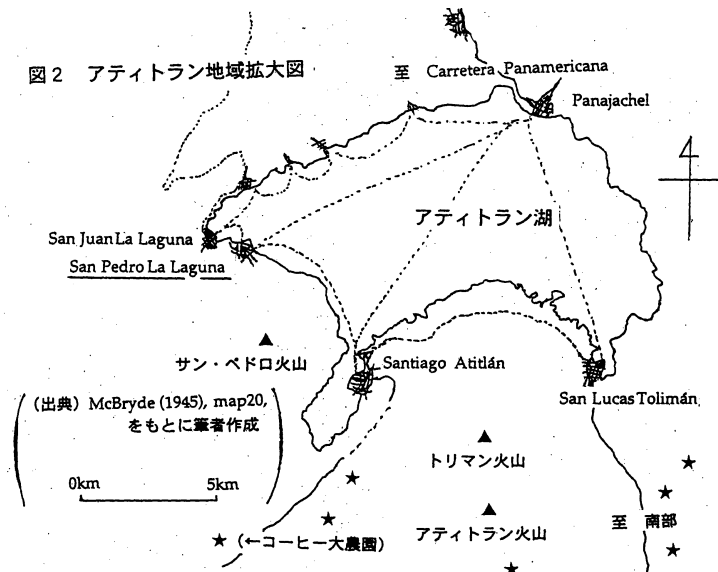 図2 アティトラン地域拡大図
至 Carretera Panamericana
Panajachel
アティトラン湖
San Juan La Laguna
San Pedro La Laguna
サン・ペドロ火山
Santiago Atitlán
San Lucas Tolimán
(出典) McBryde (1945), map20,
をもとに筆者作成
トリマン火山
0km 5km
アティトラン火山
至 南部
(←コーヒー大農園)